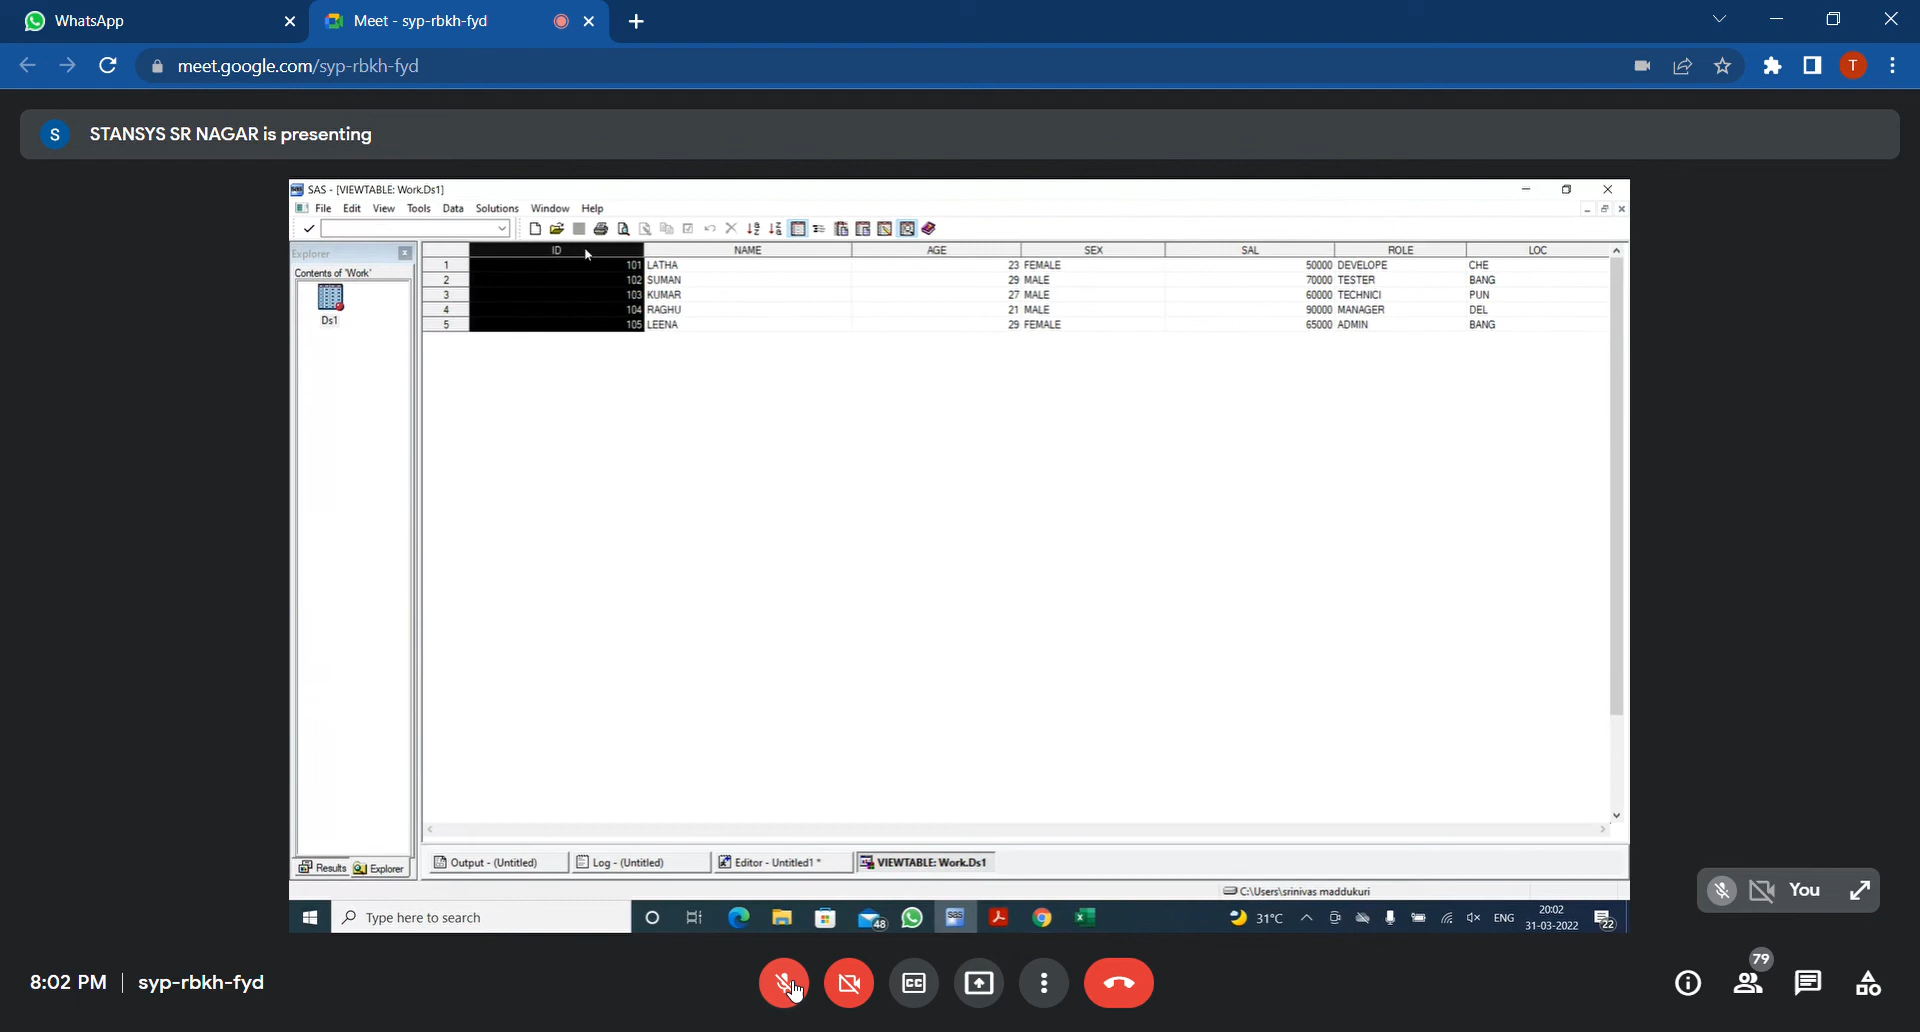 WhatsApp
Meet - syp-rbkh-fyd
meet.google.com/syp-rbkh-fyd
T
S STANSYS SR NAGAR is presenting
SAS - [VIEWTABLE: Work.Ds1]
File Edit View Tools Data Solutions Window Help
Explorer
Contents of 'Work'
Ds1
ID NAME AGE SEX SAL ROLE LOC
1 101 LATHA 23 FEMALE 50000 DEVELOPE CHE
2 102 SUMAN 29 MALE 70000 TESTER BANG
3 103 KUMAR 27 MALE 60000 TECHNICI PUN
4 104 RAGHU 21 MALE 90000 MANAGER DEL
5 105 LEENA 29 FEMALE 65000 ADMIN BANG
Results Explorer
Output - (Untitled) Log - (Untitled) Editor - Untitled1 * VIEWTABLE: Work.Ds1
C:\Users\srinivas maddukuri
You
Type here to search
48
sas
31°C
ENG
20:02
31-03-2022
22
8:02 PM syp-rbkh-fyd
CC
79